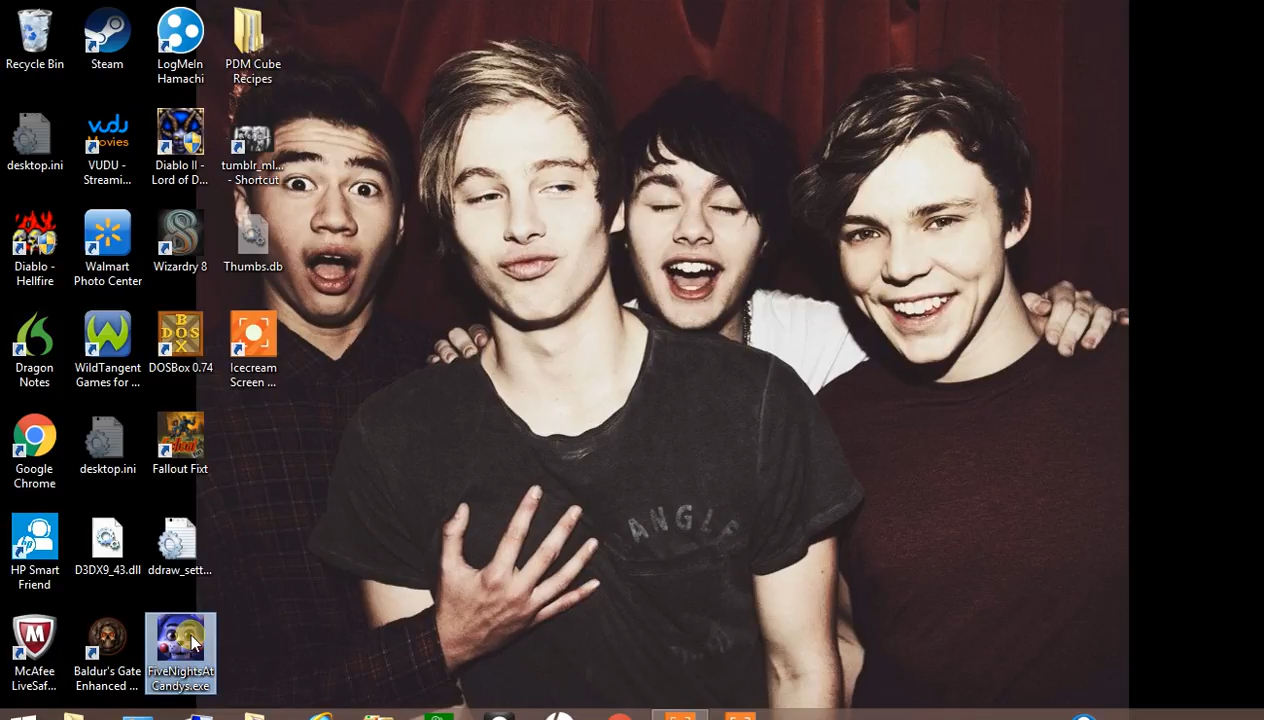 Recycle Bin
Steam
LogMeIn
Hamachi
PDM Cube
Recipes
desktop.ini
vudu
Movies
VUDU -
Streami...
Diablo II -
Lord of D...
tumblr_ml...
- Shortcut
Diablo -
Hellfire
Walmart
Photo Center
Wizardry 8
Thumbs.db
Dragon
Notes
WildTangent
Games for ...
DOSBox 0.74
Icecream
Screen ...
Google
Chrome
desktop.ini
Fallout Fixt
HP Smart
Friend
D3DX9_43.dll
ddraw_sett...
McAfee
LiveSaf...
Baldur's Gate
Enhanced ...
FiveNightsAt
Candys.exe
ANGLE